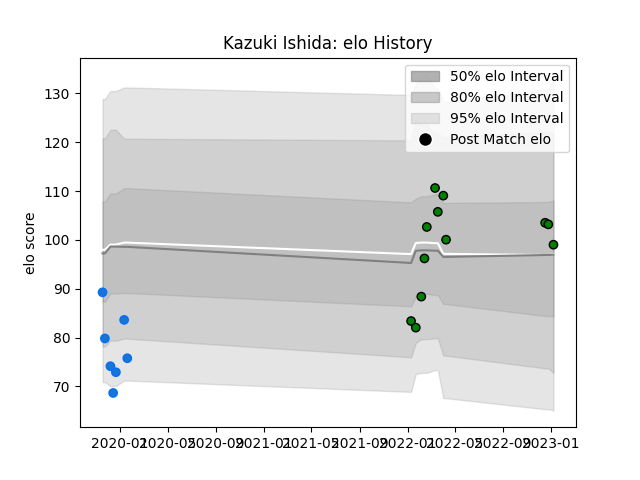 Kazuki Ishida: elo History
50% elo Interval
80% elo Interval
95% elo Interval
Post Match elo
elo score
130
120
110
100
90
80
70
2020-01 2020-05 2020-09 2021-01 2021-05 2021-09 2022-01 2022-05 2022-09 2023-01